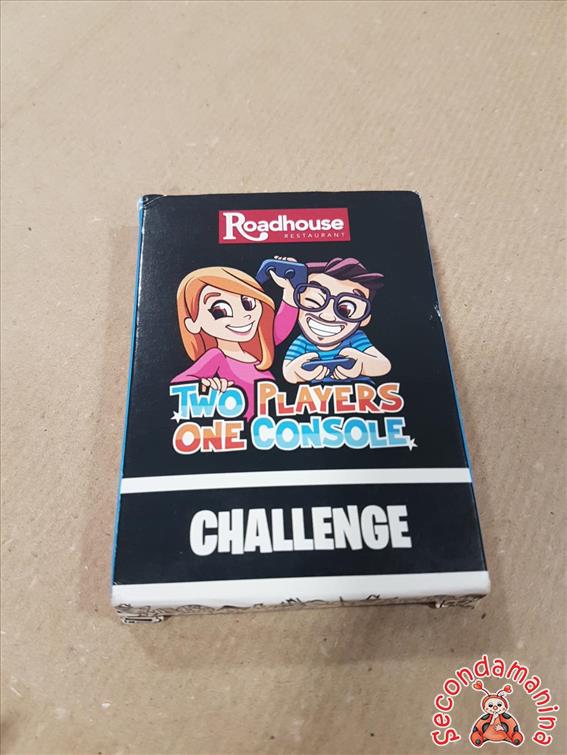 Roadhouse
RESTAURANT
TWO PLAYERS
ONE CONSOLE
CHALLENGE
secondamanina